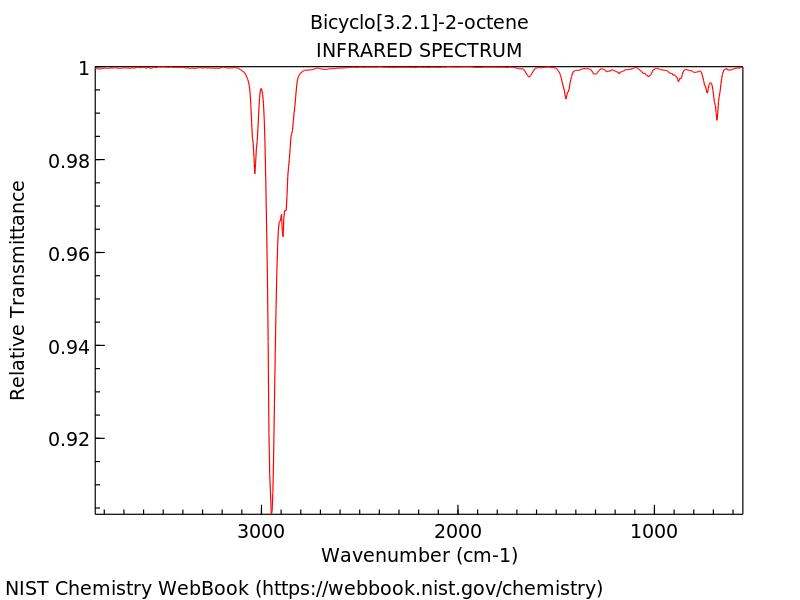 Bicyclo[3.2.1]-2-octene
INFRARED SPECTRUM
1
0.98
0.96
0.94
0.92
Relative Transmittance
3000 2000 1000
Wavenumber (cm-1)
NIST Chemistry WebBook (https://webbook.nist.gov/chemistry)